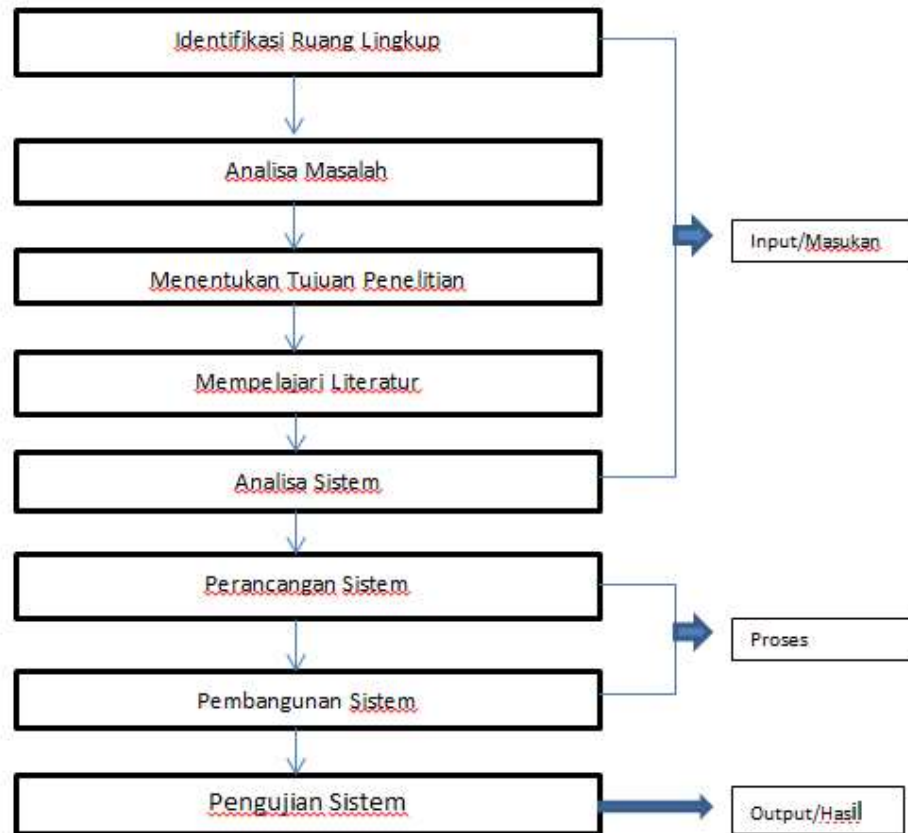 Identifikasi Ruang Lingkup
Analisa Masalah
Input/Masukan
Menentukan Tujuan Penelitian
Mempelajari Literatur
Analisa Sistem
Perancangan Sistem
Proses
Pembangunan Sistem
Pengujian Sistem
Output/Hasil